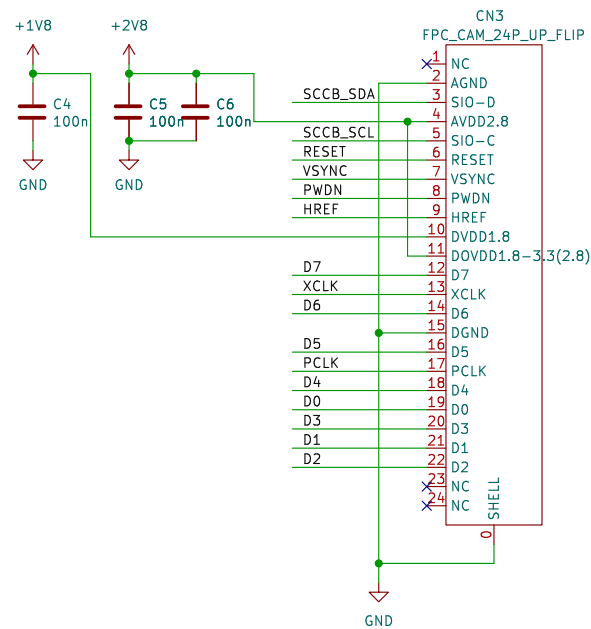 CN3
FPC_CAM_24P_UP_FLIP
+1V8
+2V8
C4
100n
C5
100n
C6
100n
GND
GND
1 NC
2 AGND
SCCB_SDA 3 SIO-D
4 AVDD2.8
SCCB_SCL 5 SIO-C
RESET 6 RESET
VSYNC 7 VSYNC
PWDN 8 PWDN
HREF 9 HREF
10 DVDD1.8
11 DOVDD1.8-3.3(2.8)
D7 12 D7
XCLK 13 XCLK
D6 14 D6
15 DGND
D5 16 D5
PCLK 17 PCLK
D4 18 D4
D0 19 D0
D3 20 D3
D1 21 D1
D2 22 D2
23 NC
24 NC
SHELL
0
GND